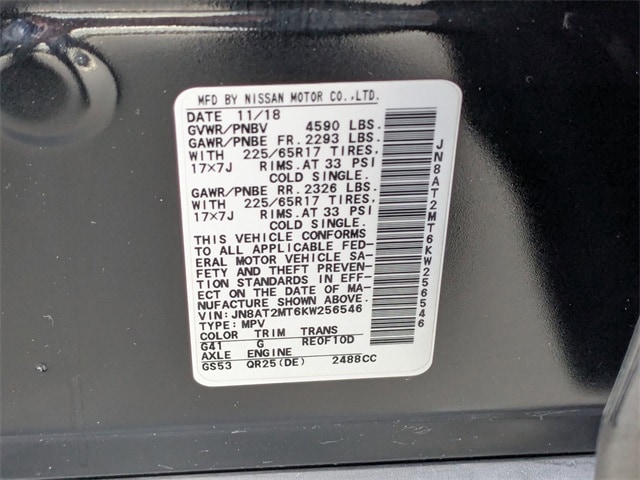 MFD BY NISSAN MOTOR CO.,LTD.
DATE 11/18
GVWR/PNBV 4590 LBS.
GAWR/PNBE FR. 2293 LBS.
WITH 225/65R17 TIRES,
17×7J RIMS.AT 33 PSI
COLD SINGLE.
GAWR/PNBE RR. 2326 LBS.
WITH 225/65R17 TIRES,
17×7J RIMS.AT 33 PSI
COLD SINGLE.
THIS VEHICLE CONFORMS
TO ALL APPLICABLE FED-
ERAL MOTOR VEHICLE SA-
FETY AND THEFT PREVEN-
TION STANDARDS IN EFF-
ECT ON THE DATE OF MA-
NUFACTURE SHOWN ABOVE.
VIN: JN8AT2MT6KW256546
TYPE: MPV
COLOR TRIM TRANS
G41 G RE0F10D
AXLE ENGINE
GS53 QR25(DE) 2488CC
JN8AT2MT6KW256546